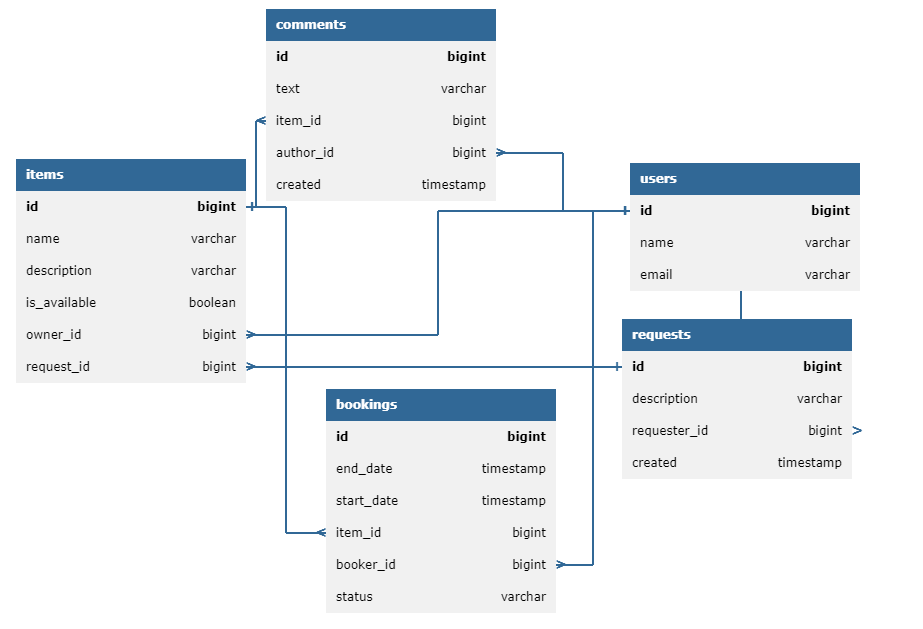 comments
id bigint
text varchar
item_id bigint
author_id bigint
created timestamp
items
id bigint
name varchar
description varchar
is_available boolean
owner_id bigint
request_id bigint
users
id bigint
name varchar
email varchar
requests
id bigint
description varchar
requester_id bigint
created timestamp
bookings
id bigint
end_date timestamp
start_date timestamp
item_id bigint
booker_id bigint
status varchar